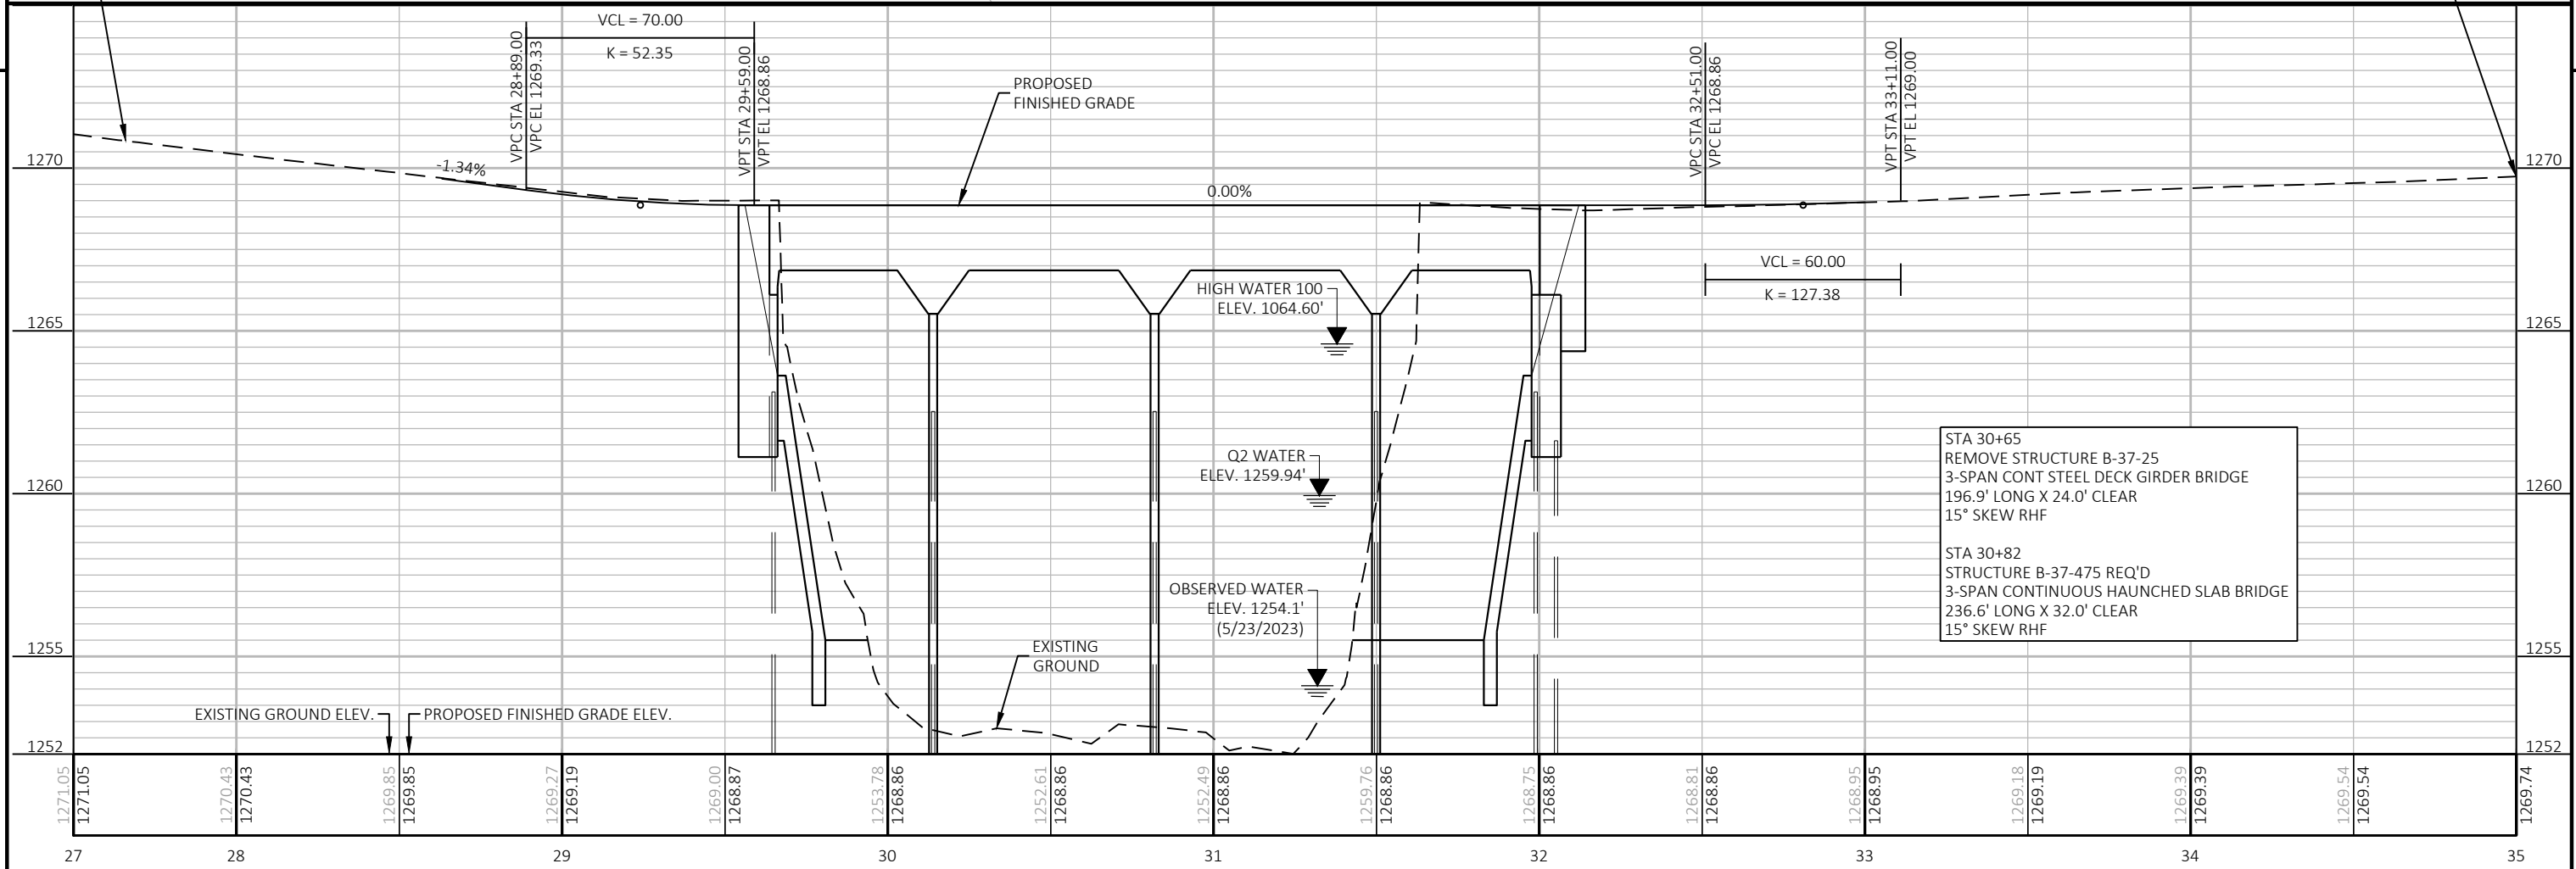 VCL = 70.00
K = 52.35
VPC STA 28+89.00
VPC EL 1269.33
VPT STA 29+59.00
VPT EL 1268.86
PROPOSED
FINISHED GRADE
VPC STA 32+51.00
VPC EL 1268.86
VPT STA 33+11.00
VPT EL 1269.00
1270
-1.34%
0.00%
1270
VCL = 60.00
K = 127.38
HIGH WATER 100
ELEV. 1064.60'
1265
1265
Q2 WATER
ELEV. 1259.94'
1260
1260
STA 30+65
REMOVE STRUCTURE B-37-25
3-SPAN CONT STEEL DECK GIRDER BRIDGE
196.9' LONG X 24.0' CLEAR
15° SKEW RHF
STA 30+82
STRUCTURE B-37-475 REQ'D
3-SPAN CONTINUOUS HAUNCHED SLAB BRIDGE
236.6' LONG X 32.0' CLEAR
15° SKEW RHF
OBSERVED WATER
ELEV. 1254.1'
(5/23/2023)
EXISTING
GROUND
1255
1255
EXISTING GROUND ELEV.
PROPOSED FINISHED GRADE ELEV.
1252
1252
1271.05
1271.05
1270.43
1270.43
1269.85
1269.85
1269.27
1269.19
1269.00
1268.87
1253.78
1268.86
1252.61
1268.86
1252.49
1268.86
1259.76
1268.86
1268.75
1268.86
1268.81
1268.86
1268.95
1268.95
1269.18
1269.19
1269.39
1269.39
1269.54
1269.54
1269.74
27
28
29
30
31
32
33
34
35